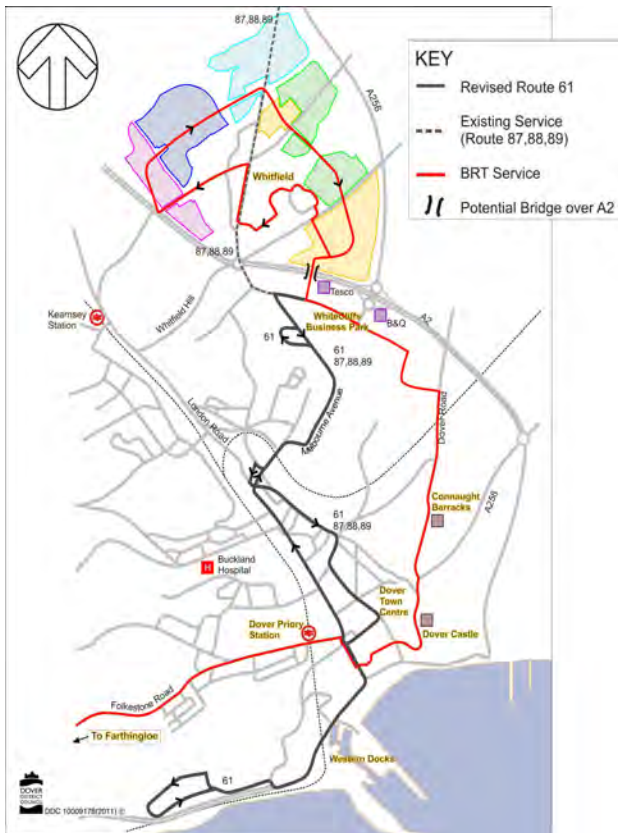 87,88,89
A256
KEY
Revised Route 61
Existing Service
(Route 87,88,89)
BRT Service
Potential Bridge over A2
Whitfield
87,88,89
Tesco
Kearnsey
Station
Whitfield Hill
Whitecliffs
Business Park
B&Q
A2
61
61
87,88,89
London Road
Melbourne Avenue
Dover Road
Connaught
Barracks
A258
61
87,88,89
H
Buckland
Hospital
Dover
Town
Centre
Dover Priory
Station
Dover Castle
Folkestone Road
To Farthingloe
Western Docks
61
DOVER
DISTRICT
COUNCIL
DDC 10009178(2011) ©